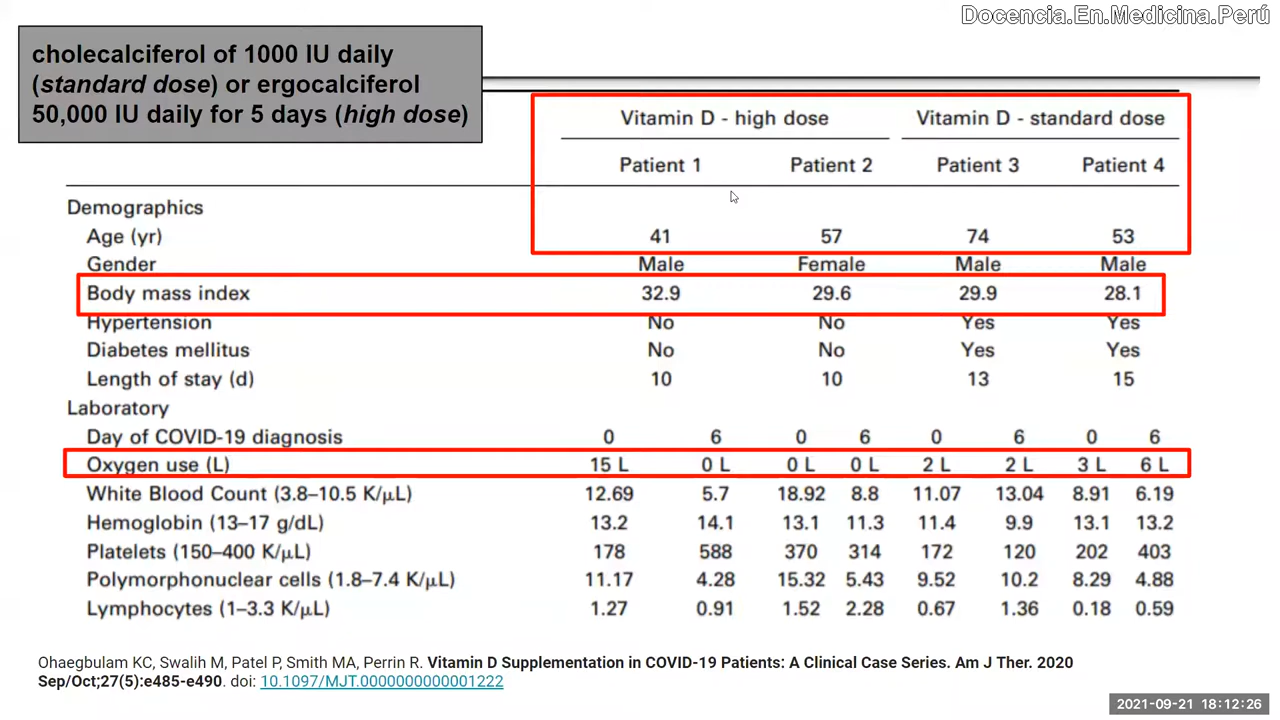 Docencia.En.Medicina.Perú
cholecalciferol of 1000 IU daily
(standard dose) or ergocalciferol
50,000 IU daily for 5 days (high dose)
Vitamin D - high dose Vitamin D - standard dose
Patient 1 Patient 2 Patient 3 Patient 4
Demographics
Age (yr) 41 57 74 53
Gender Male Female Male Male
Body mass index 32.9 29.6 29.9 28.1
Hypertension No No Yes Yes
Diabetes mellitus No No Yes Yes
Length of stay (d) 10 10 13 15
Laboratory
Day of COVID-19 diagnosis 0 6 0 6 0 6 0 6
Oxygen use (L) 15 L 0 L 0 L 0 L 2 L 2 L 3 L 6 L
White Blood Count (3.8–10.5 K/μL) 12.69 5.7 18.92 8.8 11.07 13.04 8.91 6.19
Hemoglobin (13–17 g/dL) 13.2 14.1 13.1 11.3 11.4 9.9 13.1 13.2
Platelets (150–400 K/μL) 178 588 370 314 172 120 202 403
Polymorphonuclear cells (1.8–7.4 K/μL) 11.17 4.28 15.32 5.43 9.52 10.2 8.29 4.88
Lymphocytes (1–3.3 K/μL) 1.27 0.91 1.52 2.28 0.67 1.36 0.18 0.59
Ohaegbulam KC, Swalih M, Patel P, Smith MA, Perrin R. Vitamin D Supplementation in COVID-19 Patients: A Clinical Case Series. Am J Ther. 2020
Sep/Oct;27(5):e485-e490. doi: 10.1097/MJT.0000000000001222
2021-09-21 18:12:26